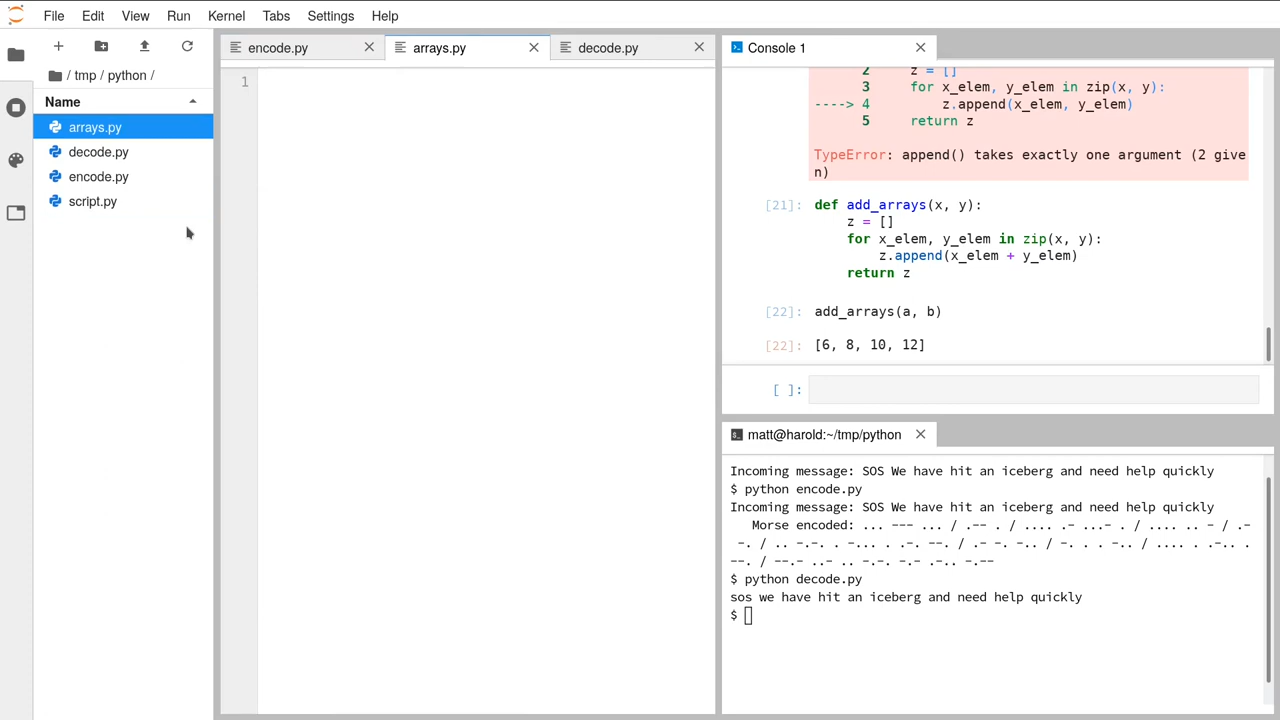 File Edit View Run Kernel Tabs Settings Help
/ tmp / python /
Name
arrays.py
decode.py
encode.py
script.py
encode.py
arrays.py
decode.py
1
Console 1
2 z = []
3 for x_elem, y_elem in zip(x, y):
----> 4 z.append(x_elem, y_elem)
5 return z
TypeError: append() takes exactly one argument (2 give
n)
[21]: def add_arrays(x, y):
z = []
for x_elem, y_elem in zip(x, y):
z.append(x_elem + y_elem)
return z
[22]: add_arrays(a, b)
[22]: [6, 8, 10, 12]
[ ]:
matt@harold:~/tmp/python
Incoming message: SOS We have hit an iceberg and need help quickly
$ python encode.py
Incoming message: SOS We have hit an iceberg and need help quickly
Morse encoded: ... --- ... / .-- . / .... .- ...- . / .... .. - / .-
-. / .. -.-. . -... . .-. --. / .- -. -.. / -. . . -.. / .... . .-.. .
--. / --.- ..- .. -.-. -.- .-.. -.--
$ python decode.py
sos we have hit an iceberg and need help quickly
$